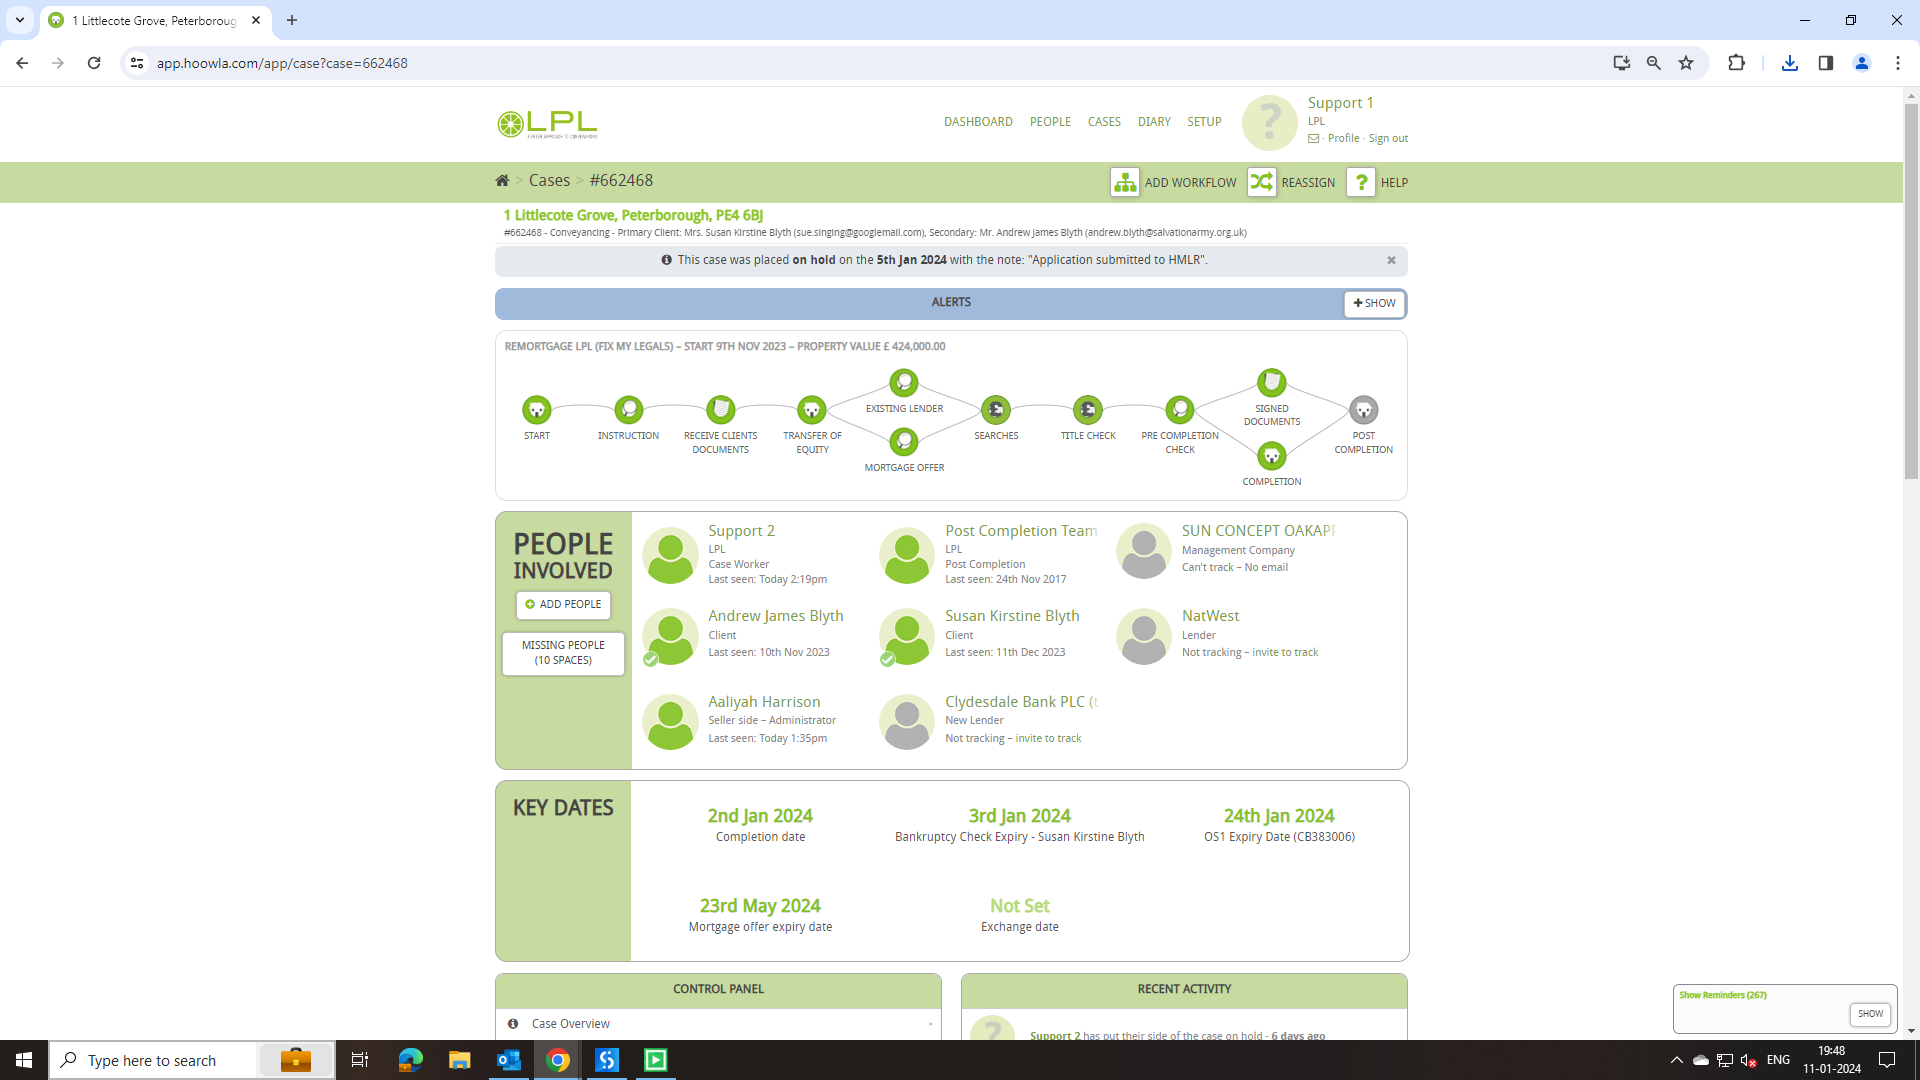 1 Littlecote Grove, Peterboroug
app.hoowla.com/app/case?case=662468
LPL
DASHBOARD PEOPLE CASES DIARY SETUP
Support 1
LPL
· Profile · Sign out
> Cases > #662468
ADD WORKFLOW REASSIGN HELP
1 Littlecote Grove, Peterborough, PE4 6BJ
#662468 - Conveyancing - Primary Client: Mrs. Susan Kirstine Blyth (sue.singing@googlemail.com), Secondary: Mr. Andrew James Blyth (andrew.blyth@salvationarmy.org.uk)
This case was placed on hold on the 5th Jan 2024 with the note: "Application submitted to HMLR".
ALERTS
SHOW
REMORTGAGE LPL (FIX MY LEGALS) – START 9TH NOV 2023 – PROPERTY VALUE £ 424,000.00
START
INSTRUCTION
RECEIVE CLIENTS
DOCUMENTS
TRANSFER OF
EQUITY
EXISTING LENDER
MORTGAGE OFFER
SEARCHES
TITLE CHECK
PRE COMPLETION
CHECK
SIGNED
DOCUMENTS
COMPLETION
POST
COMPLETION
PEOPLE
INVOLVED
ADD PEOPLE
MISSING PEOPLE
(10 SPACES)
Support 2
LPL
Case Worker
Last seen: Today 2:19pm
Post Completion Team
LPL
Post Completion
Last seen: 24th Nov 2017
SUN CONCEPT OAKAPP
Management Company
Can't track – No email
Andrew James Blyth
Client
Last seen: 10th Nov 2023
Susan Kirstine Blyth
Client
Last seen: 11th Dec 2023
NatWest
Lender
Not tracking – invite to track
Aaliyah Harrison
Seller side – Administrator
Last seen: Today 1:35pm
Clydesdale Bank PLC (t
New Lender
Not tracking – invite to track
KEY DATES
2nd Jan 2024
Completion date
3rd Jan 2024
Bankruptcy Check Expiry - Susan Kirstine Blyth
24th Jan 2024
OS1 Expiry Date (CB383006)
23rd May 2024
Mortgage offer expiry date
Not Set
Exchange date
CONTROL PANEL
Case Overview
RECENT ACTIVITY
Support 2 has put their side of the case on hold - 6 days ago
Show Reminders (267)
SHOW
Type here to search
ENG
19:48
11-01-2024